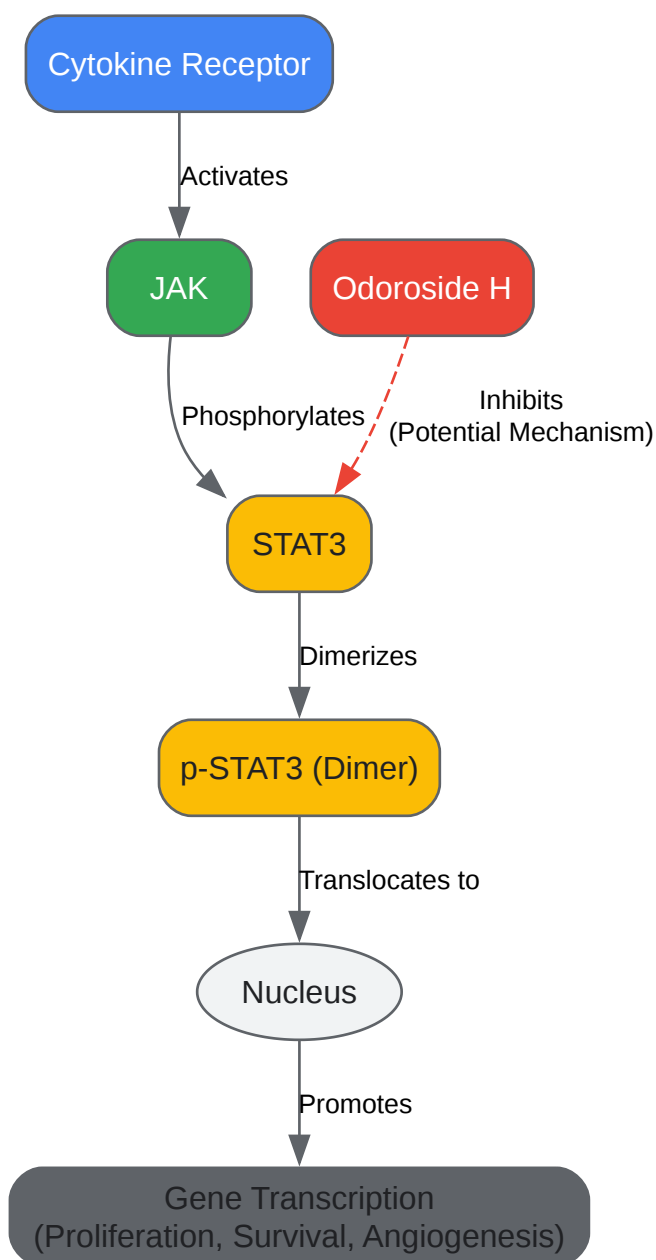 Cytokine Receptor
Activates
JAK
Odoroside H
Phosphorylates
Inhibits
(Potential Mechanism)
STAT3
Dimerizes
p-STAT3 (Dimer)
Translocates to
Nucleus
Promotes
Gene Transcription
(Proliferation, Survival, Angiogenesis)